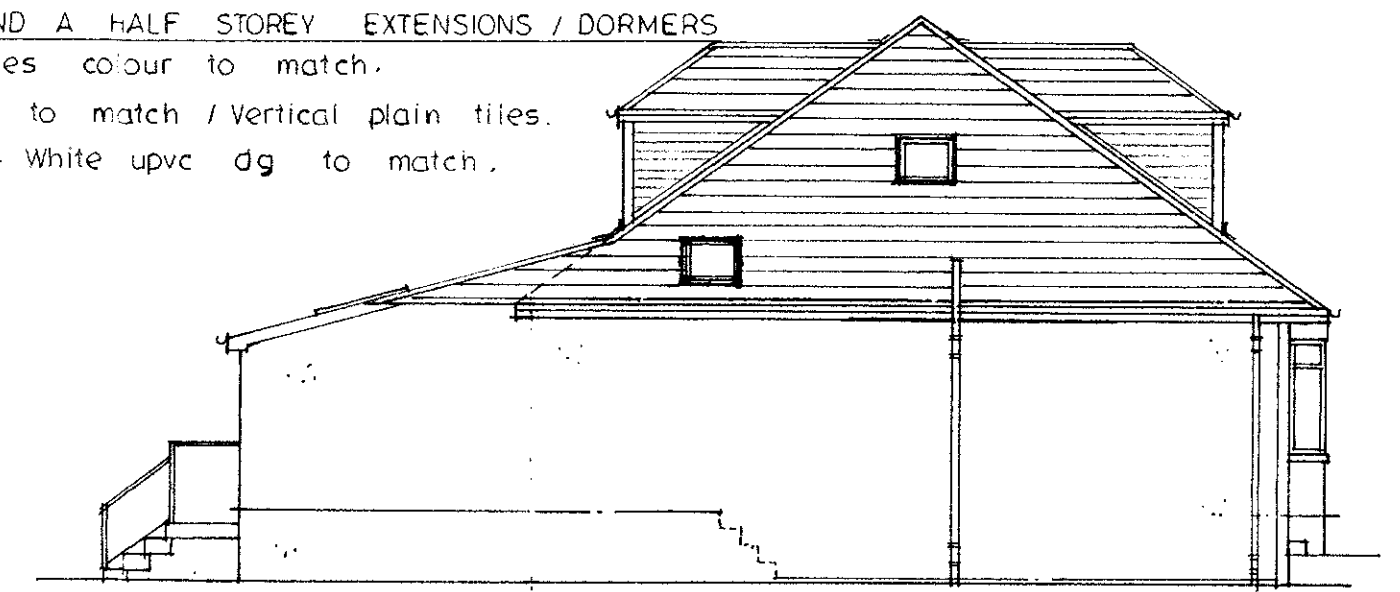 ND A HALF STOREY EXTENSIONS / DORMERS
es colour to match.
to match / Vertical plain tiles.
- White upvc dg to match.